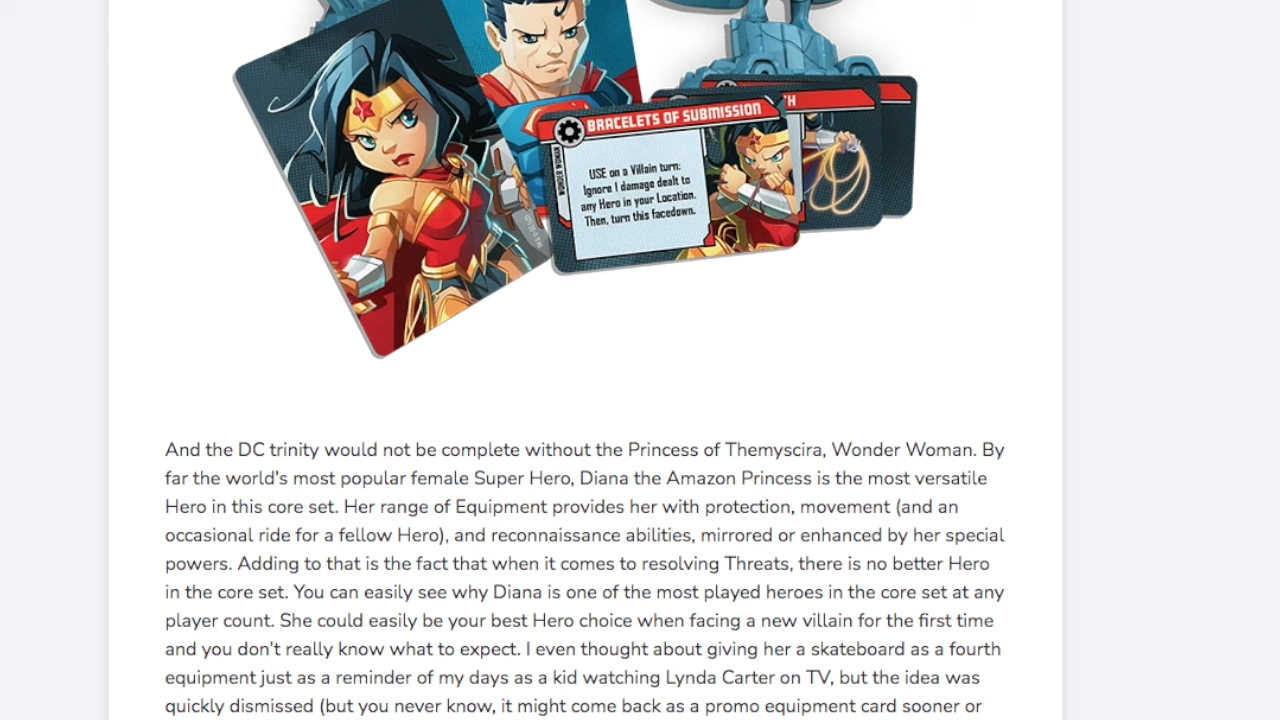 BRACELETS OF SUBMISSION
WONDER WOMAN
USE on a Villain turn:
Ignore 1 damage dealt to
any Hero in your Location.
Then, turn this facedown.
And the DC trinity would not be complete without the Princess of Themyscira, Wonder Woman. By
far the world's most popular female Super Hero, Diana the Amazon Princess is the most versatile
Hero in this core set. Her range of Equipment provides her with protection, movement (and an
occasional ride for a fellow Hero), and reconnaissance abilities, mirrored or enhanced by her special
powers. Adding to that is the fact that when it comes to resolving Threats, there is no better Hero
in the core set. You can easily see why Diana is one of the most played heroes in the core set at any
player count. She could easily be your best Hero choice when facing a new villain for the first time
and you don't really know what to expect. I even thought about giving her a skateboard as a fourth
equipment just as a reminder of my days as a kid watching Lynda Carter on TV, but the idea was
quickly dismissed (but you never know, it might come back as a promo equipment card sooner or